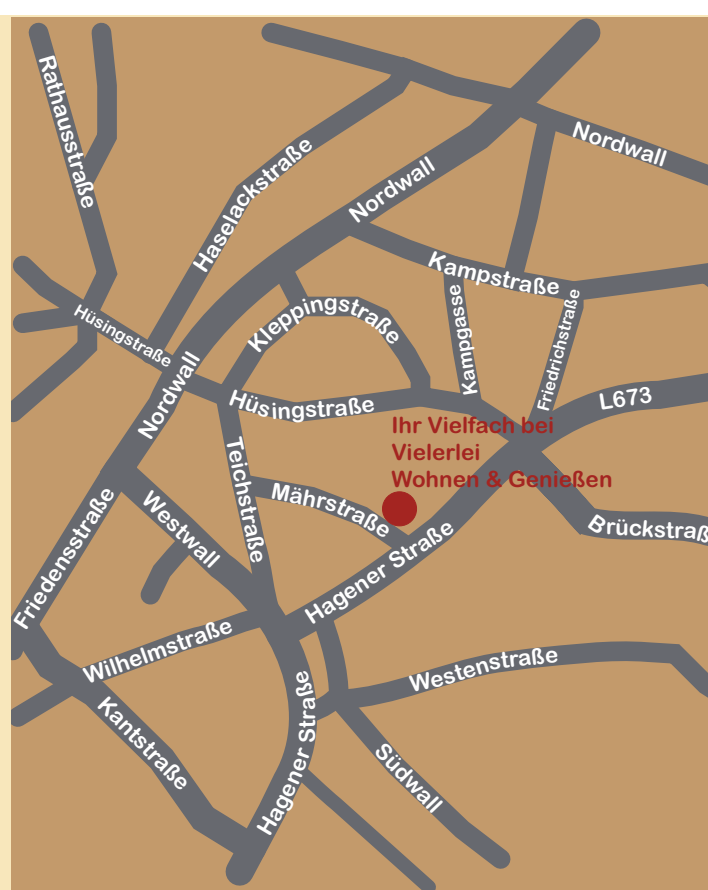 Rathausstraße
Haselackstraße
Nordwall
Nordwall
Kampstraße
Kleppingstraße
Kampgasse
Friedrichstraße
Hüsingstraße
Nordwall
Hüsingstraße
L673
Ihr Vielfach bei
Vielerlei
Wohnen & Genießen
Teichstraße
Mährstraße
Westwall
Brückstraß
Friedensstraße
Hagener Straße
Wilhelmstraße
Westenstraße
Kantstraße
Hagener Straße
Südwall